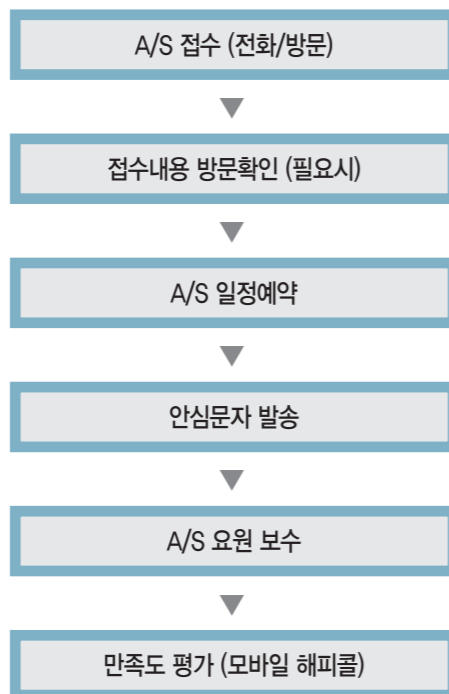 A/S 접수 (전화/방문)
접수내용 방문확인 (필요시)
A/S 일정예약
안심문자 발송
A/S 요원 보수
만족도 평가 (모바일 해피콜)